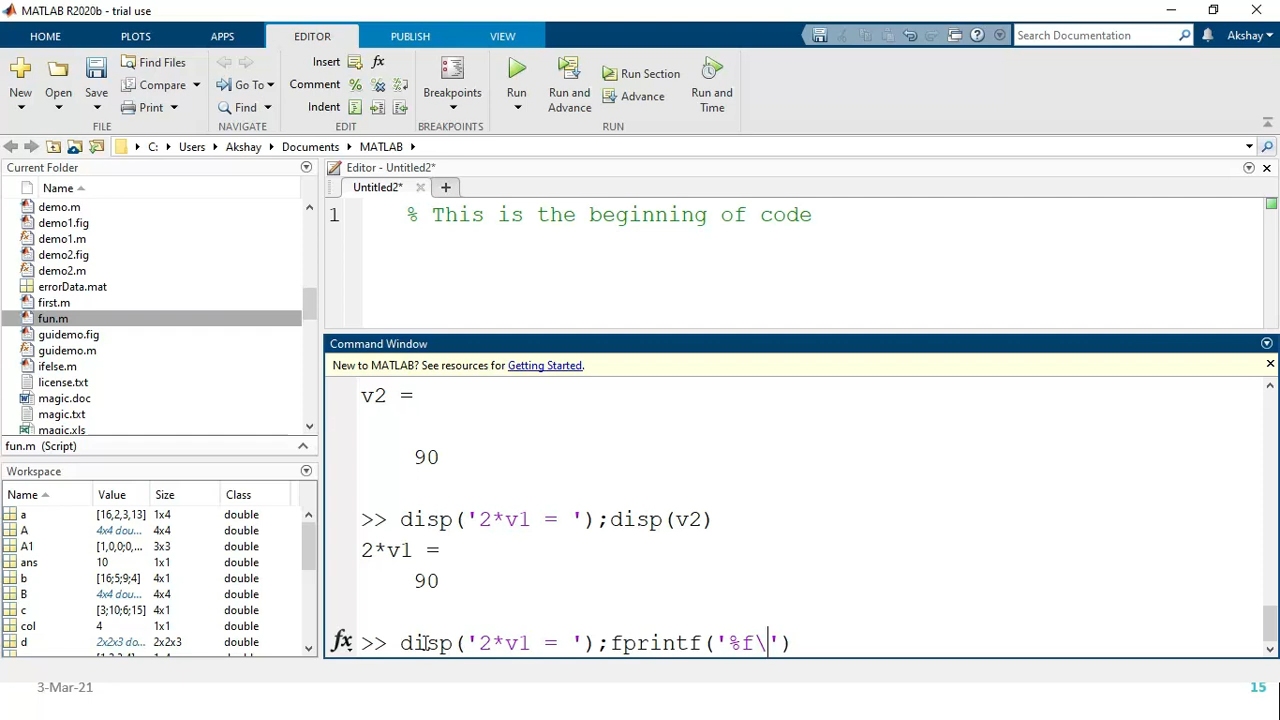 MATLAB R2020b - trial use
HOME PLOTS APPS EDITOR PUBLISH VIEW Search Documentation Akshay
New Open Save Find Files Compare Print
Go To Find
Insert fx
Comment
Indent
Breakpoints Run Run and Advance Run Section Advance Run and Time
FILE NAVIGATE EDIT BREAKPOINTS RUN
C: Users Akshay Documents MATLAB
Current Folder
Name
demo.m
demo1.fig
demo1.m
demo2.fig
demo2.m
errorData.mat
first.m
fun.m
guidemo.fig
guidemo.m
ifelse.m
license.txt
magic.doc
magic.txt
magic.xls
fun.m (Script)
Workspace
Name Value Size Class
a [16,2,3,13] 1x4 double
A 4x4 dou... 4x4 double
A1 [1,0,0;0,... 3x3 double
ans 10 1x1 double
b [16;5;9;4] 4x1 double
B 4x4 dou... 4x4 double
c [3;10;6;15] 4x1 double
col 4 1x1 double
d 2x2x3 dou... 2x2x3 double
Editor - Untitled2*
Untitled2*
1 % This is the beginning of code
Command Window
New to MATLAB? See resources for Getting Started.
v2 =
90
>> disp('2*v1 = ');disp(v2)
2*v1 =
90
fx >> disp('2*v1 = ');fprintf('%f\')
3-Mar-21
15